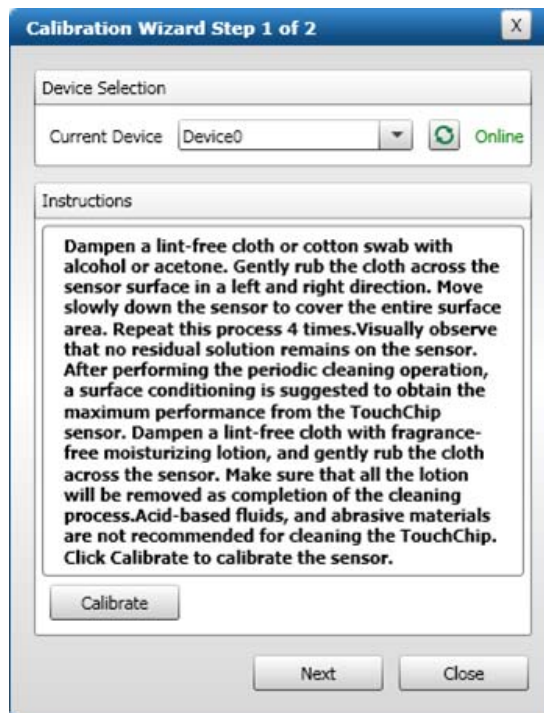 Calibration Wizard Step 1 of 2
X
Device Selection
Current Device
Device0
Online
Instructions
Dampen a lint-free cloth or cotton swab with
alcohol or acetone. Gently rub the cloth across the
sensor surface in a left and right direction. Move
slowly down the sensor to cover the entire surface
area. Repeat this process 4 times.Visually observe
that no residual solution remains on the sensor.
After performing the periodic cleaning operation,
a surface conditioning is suggested to obtain the
maximum performance from the TouchChip
sensor. Dampen a lint-free cloth with fragrance-
free moisturizing lotion, and gently rub the cloth
across the sensor. Make sure that all the lotion
will be removed as completion of the cleaning
process.Acid-based fluids, and abrasive materials
are not recommended for cleaning the TouchChip.
Click Calibrate to calibrate the sensor.
Calibrate
Next
Close